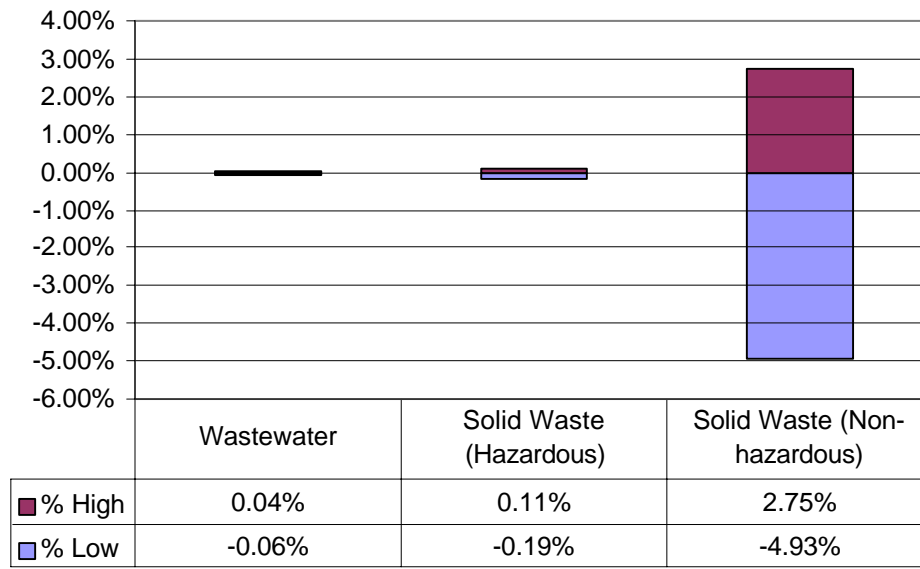 4.00%
3.00%
2.00%
1.00%
0.00%
-1.00%
-2.00%
-3.00%
-4.00%
-5.00%
-6.00%
Wastewater
Solid Waste
(Hazardous)
Solid Waste (Non-
hazardous)
% High 0.04% 0.11% 2.75%
% Low -0.06% -0.19% -4.93%